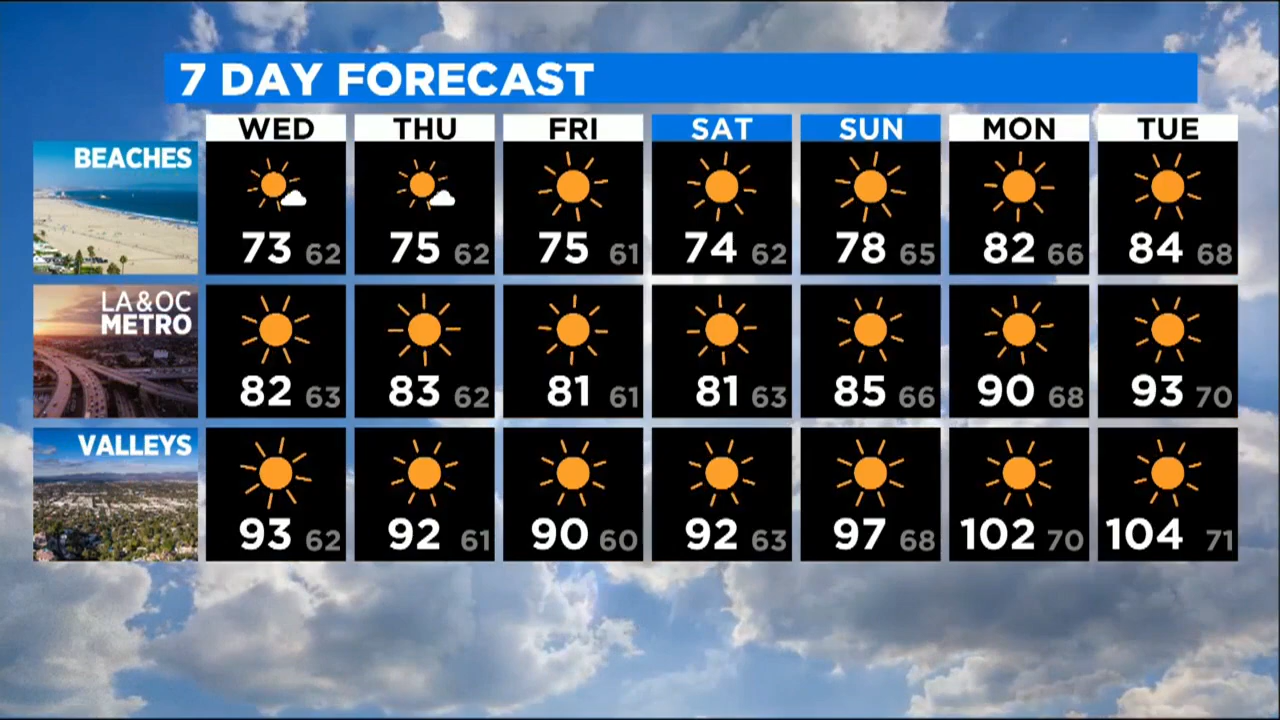 7 DAY FORECAST
WED THU FRI SAT SUN MON TUE
BEACHES
73 62 75 62 75 61 74 62 78 65 82 66 84 68
LA & OC
METRO
82 63 83 62 81 61 81 63 85 66 90 68 93 70
VALLEYS
93 62 92 61 90 60 92 63 97 68 102 70 104 71